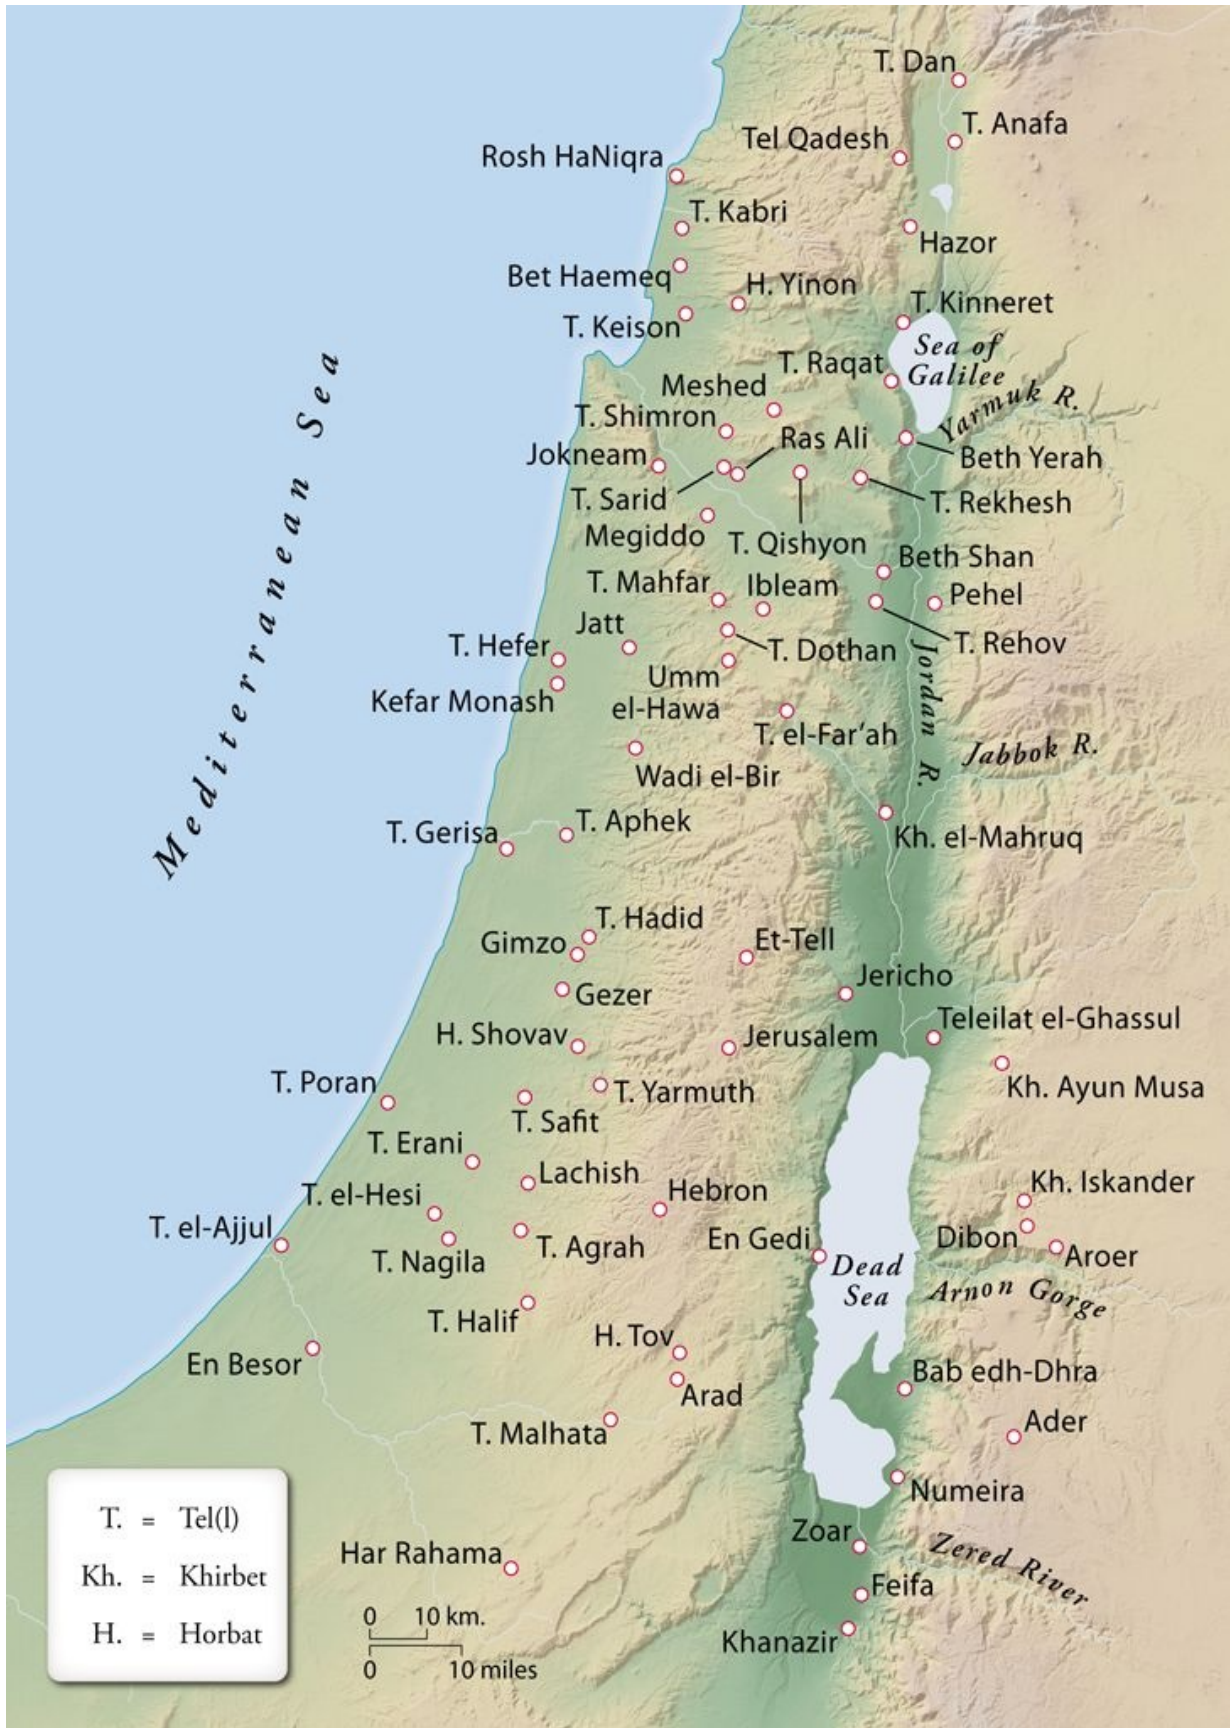 T. Dan
T. Anafa
Tel Qadesh
Rosh HaNiqra
T. Kabri
Hazor
Bet Haemeq
H. Yinon
T. Kinneret
T. Keison
Sea of
Galilee
T. Raqat
Meshed
Yarmuk R.
T. Shimron
Ras Ali
Jokneam
Beth Yerah
T. Sarid
T. Rekhesh
Megiddo
T. Qishyon
Beth Shan
T. Mahfar
Ibleam
Pehel
Jatt
T. Hefer
T. Dothan
T. Rehov
Umm
el-Hawa
Kefar Monash
Jordan R.
T. el-Far'ah
Jabbok R.
Wadi el-Bir
Mediterranean Sea
T. Gerisa
T. Aphek
Kh. el-Mahruq
T. Hadid
Gimzo
Et-Tell
Jericho
Gezer
Teleilat el-Ghassul
H. Shovav
Jerusalem
Kh. Ayun Musa
T. Poran
T. Yarmuth
T. Safit
T. Erani
Lachish
Hebron
Kh. Iskander
T. el-Hesi
T. el-Ajjul
En Gedi
Dibon
T. Agrah
Aroer
T. Nagila
Dead
Sea
Arnon Gorge
T. Halif
H. Tov
En Besor
Bab edh-Dhra
Arad
Ader
T. Malhata
Numeira
T. = Tel(l)
Kh. = Khirbet
H. = Horbat
Zoar
Zered River
Har Rahama
Feifa
0 10 km.
Khanazir
0 10 miles